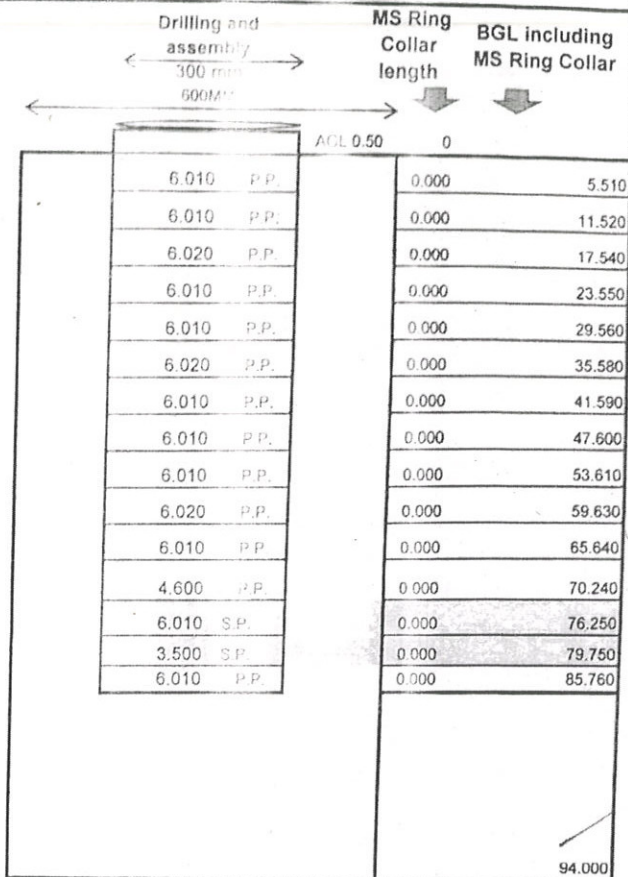 Drilling and assembly MS Ring Collar length BGL including MS Ring Collar
300 mm
600MM
AGL 0.50 0
6.010 P.P. 0.000 5.510
6.010 P.P. 0.000 11.520
6.020 P.P. 0.000 17.540
6.010 P.P. 0.000 23.550
6.010 P.P. 0.000 29.560
6.020 P.P. 0.000 35.580
6.010 P.P. 0.000 41.590
6.010 P.P. 0.000 47.600
6.010 P.P. 0.000 53.610
6.020 P.P. 0.000 59.630
6.010 P.P 0.000 65.640
4.600 P.P. 0.000 70.240
6.010 S.P. 0.000 76.250
3.500 S.P. 0.000 79.750
6.010 P.P. 0.000 85.760
94.000